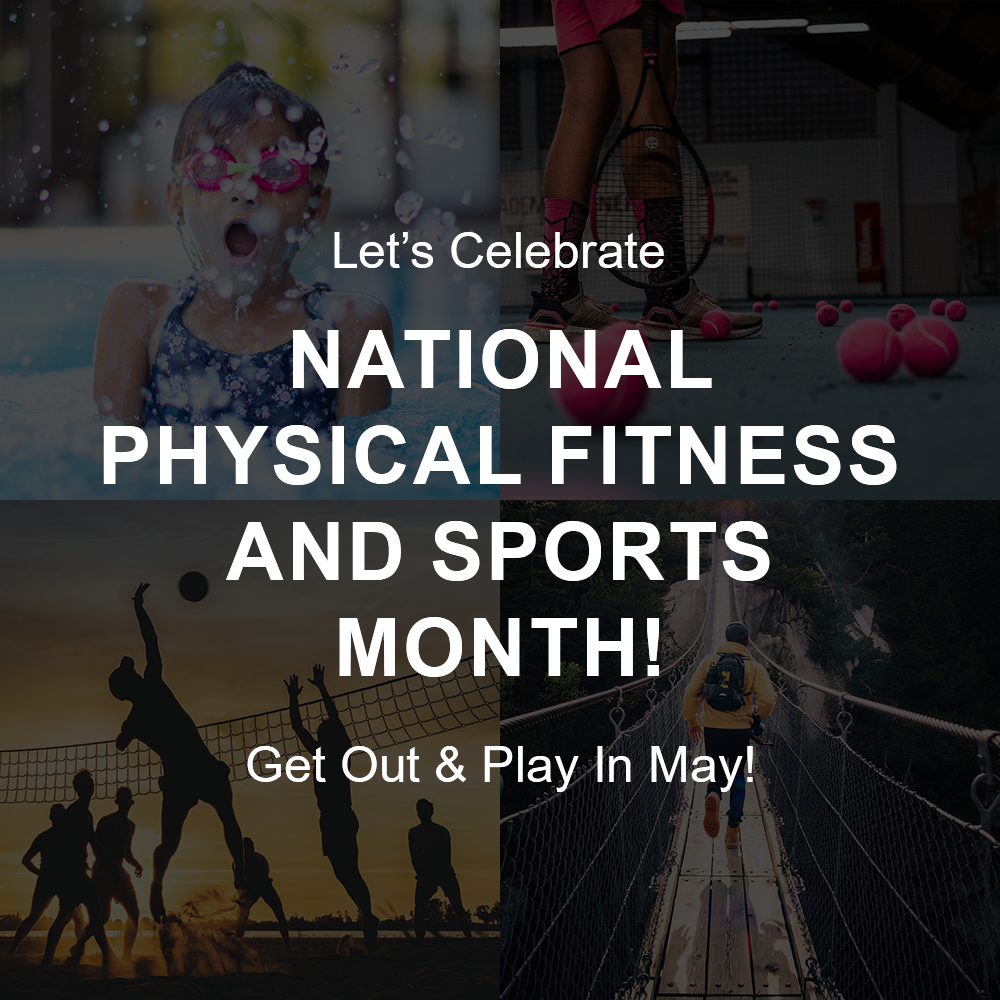 Let’s Celebrate
NATIONAL
PHYSICAL FITNESS
AND SPORTS
MONTH!
Get Out & Play In May!